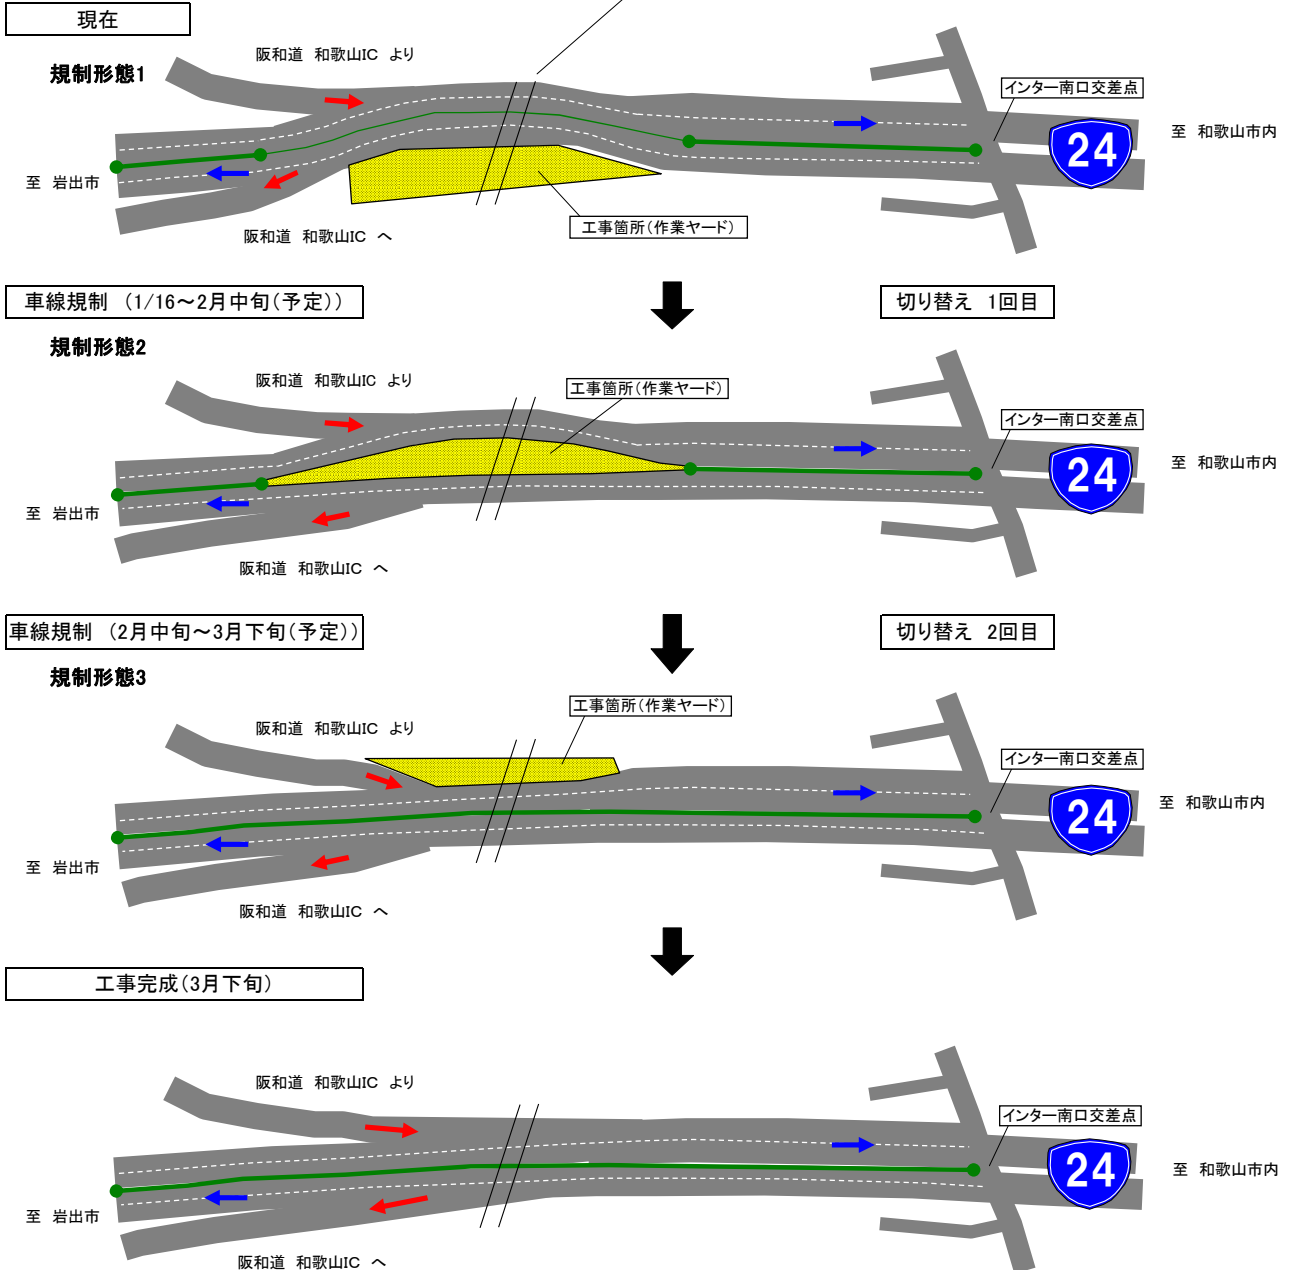 現在
規制形態1
阪和道 和歌山IC より
インター南口交差点
24
至 和歌山市内
至 岩出市
工事箇所(作業ヤード)
阪和道 和歌山IC へ
車線規制 (1/16～2月中旬(予定))
切り替え 1回目
規制形態2
阪和道 和歌山IC より
工事箇所(作業ヤード)
インター南口交差点
24
至 和歌山市内
至 岩出市
阪和道 和歌山IC へ
車線規制 (2月中旬～3月下旬(予定))
切り替え 2回目
規制形態3
工事箇所(作業ヤード)
阪和道 和歌山IC より
インター南口交差点
24
至 和歌山市内
至 岩出市
阪和道 和歌山IC へ
工事完成(3月下旬)
阪和道 和歌山IC より
インター南口交差点
24
至 和歌山市内
至 岩出市
阪和道 和歌山IC へ